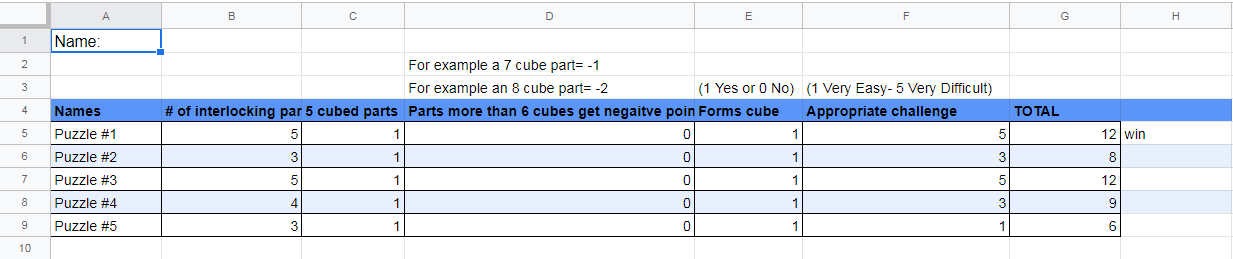 A B C D E F G H
1 Name:
2 For example a 7 cube part= -1
3 For example an 8 cube part= -2 (1 Yes or 0 No) (1 Very Easy- 5 Very Difficult)
4 Names # of interlocking par 5 cubed parts Parts more than 6 cubes get negaitve poin Forms cube Appropriate challenge TOTAL
5 Puzzle #1 5 1 0 1 5 12 win
6 Puzzle #2 3 1 0 1 3 8
7 Puzzle #3 5 1 0 1 5 12
8 Puzzle #4 4 1 0 1 3 9
9 Puzzle #5 3 1 0 1 1 6
10